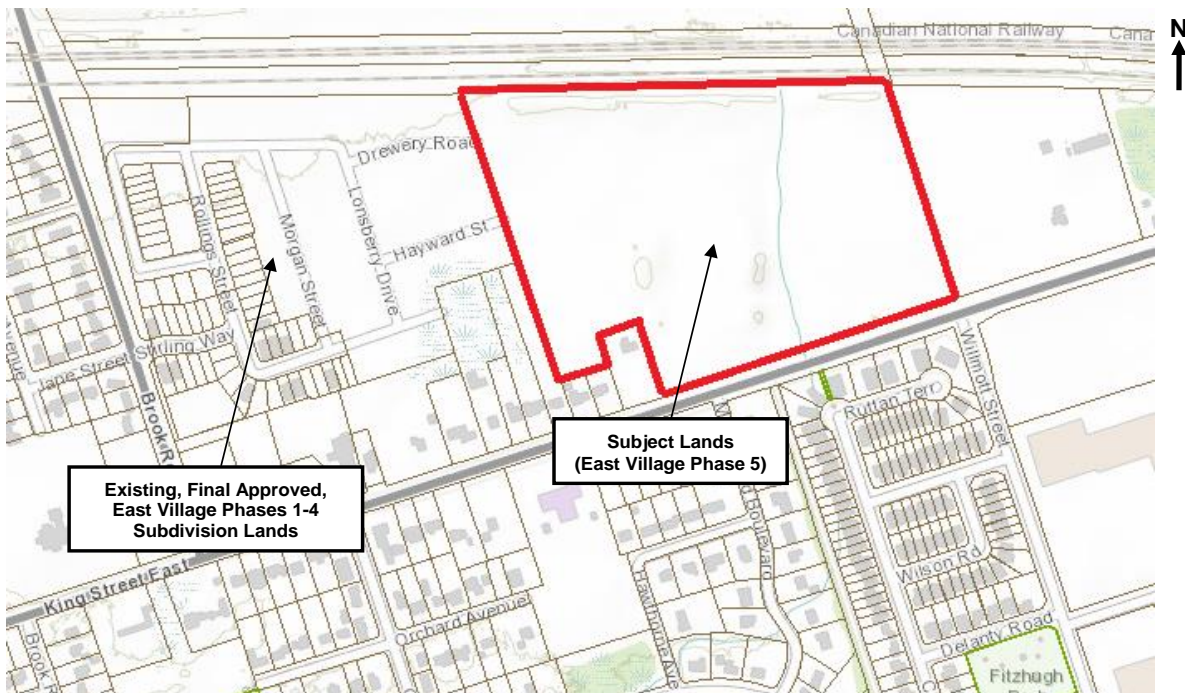 Canadian National Railway
Cana
N
Drewery Road
Rollings Street
Morgan Street
Lonsberry Drive
Hayward St
Avenue
Jane Street
Stirling Way
Brook R
Existing, Final Approved,
East Village Phases 1-4
Subdivision Lands
Subject Lands
(East Village Phase 5)
Willmott Street
Ruttan Terr
King Street East
Brook R
Orchard Avenue
Hawthorne Ave
Boulevard
Wilson Rd
Delanty Road
Fitzhugh